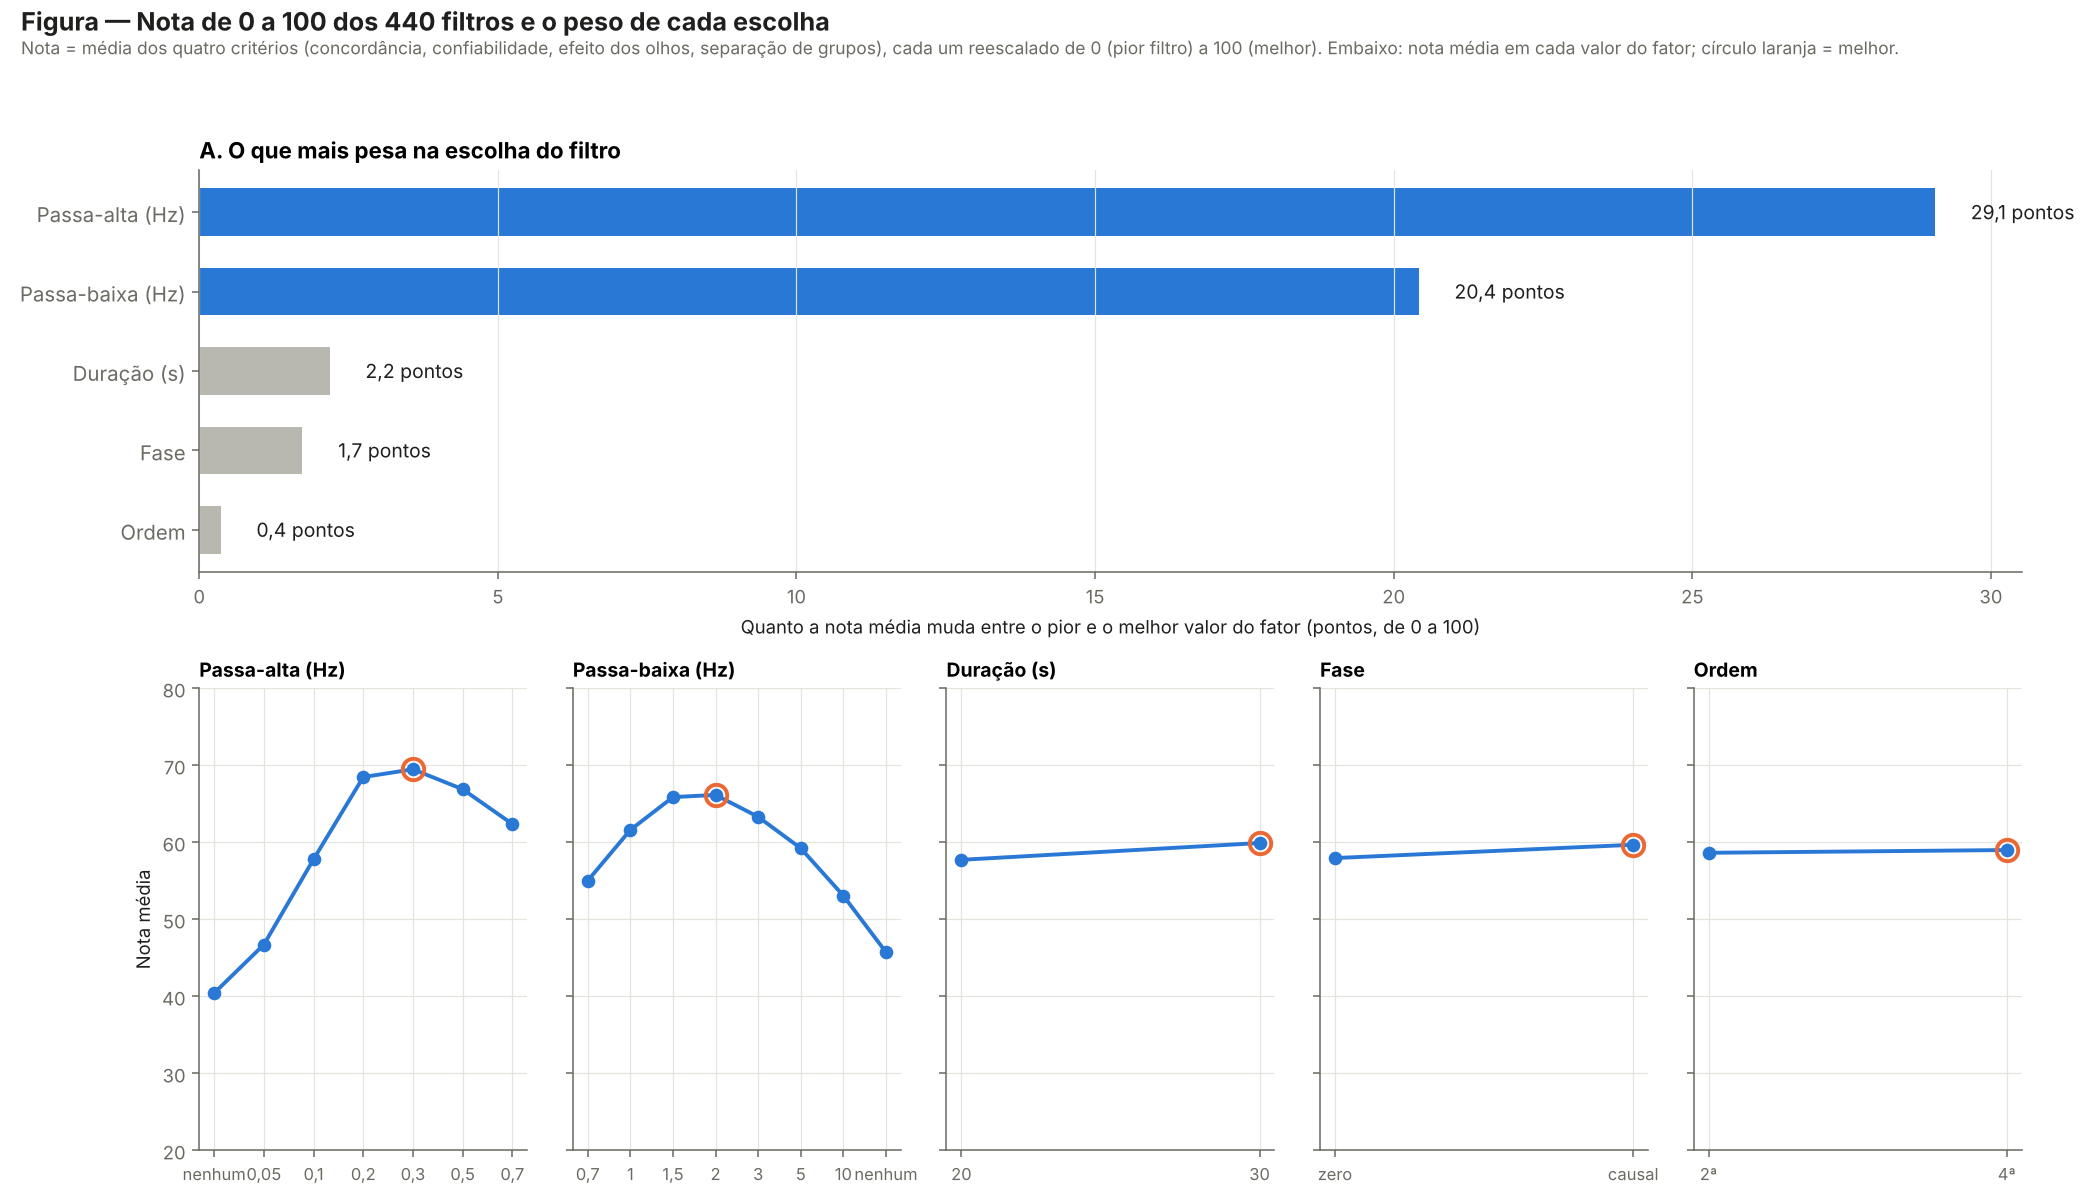 Figura — Nota de 0 a 100 dos 440 filtros e o peso de cada escolha
Nota = média dos quatro critérios (concordância, confiabilidade, efeito dos olhos, separação de grupos), cada um reescalado de 0 (pior filtro) a 100 (melhor). Embaixo: nota média em cada valor do fator; círculo laranja = melhor.
A. O que mais pesa na escolha do filtro
Passa-alta (Hz)
29,1 pontos
Passa-baixa (Hz)
20,4 pontos
Duração (s)
2,2 pontos
Fase
1,7 pontos
Ordem
0,4 pontos
0 5 10 15 20 25 30
Quanto a nota média muda entre o pior e o melhor valor do fator (pontos, de 0 a 100)
Passa-alta (Hz)
Nota média
80
70
60
50
40
30
20
nenhum 0,05 0,1 0,2 0,3 0,5 0,7
Passa-baixa (Hz)
0,7 1 1,5 2 3 5 10 nenhum
Duração (s)
20 30
Fase
zero causal
Ordem
2ª 4ª